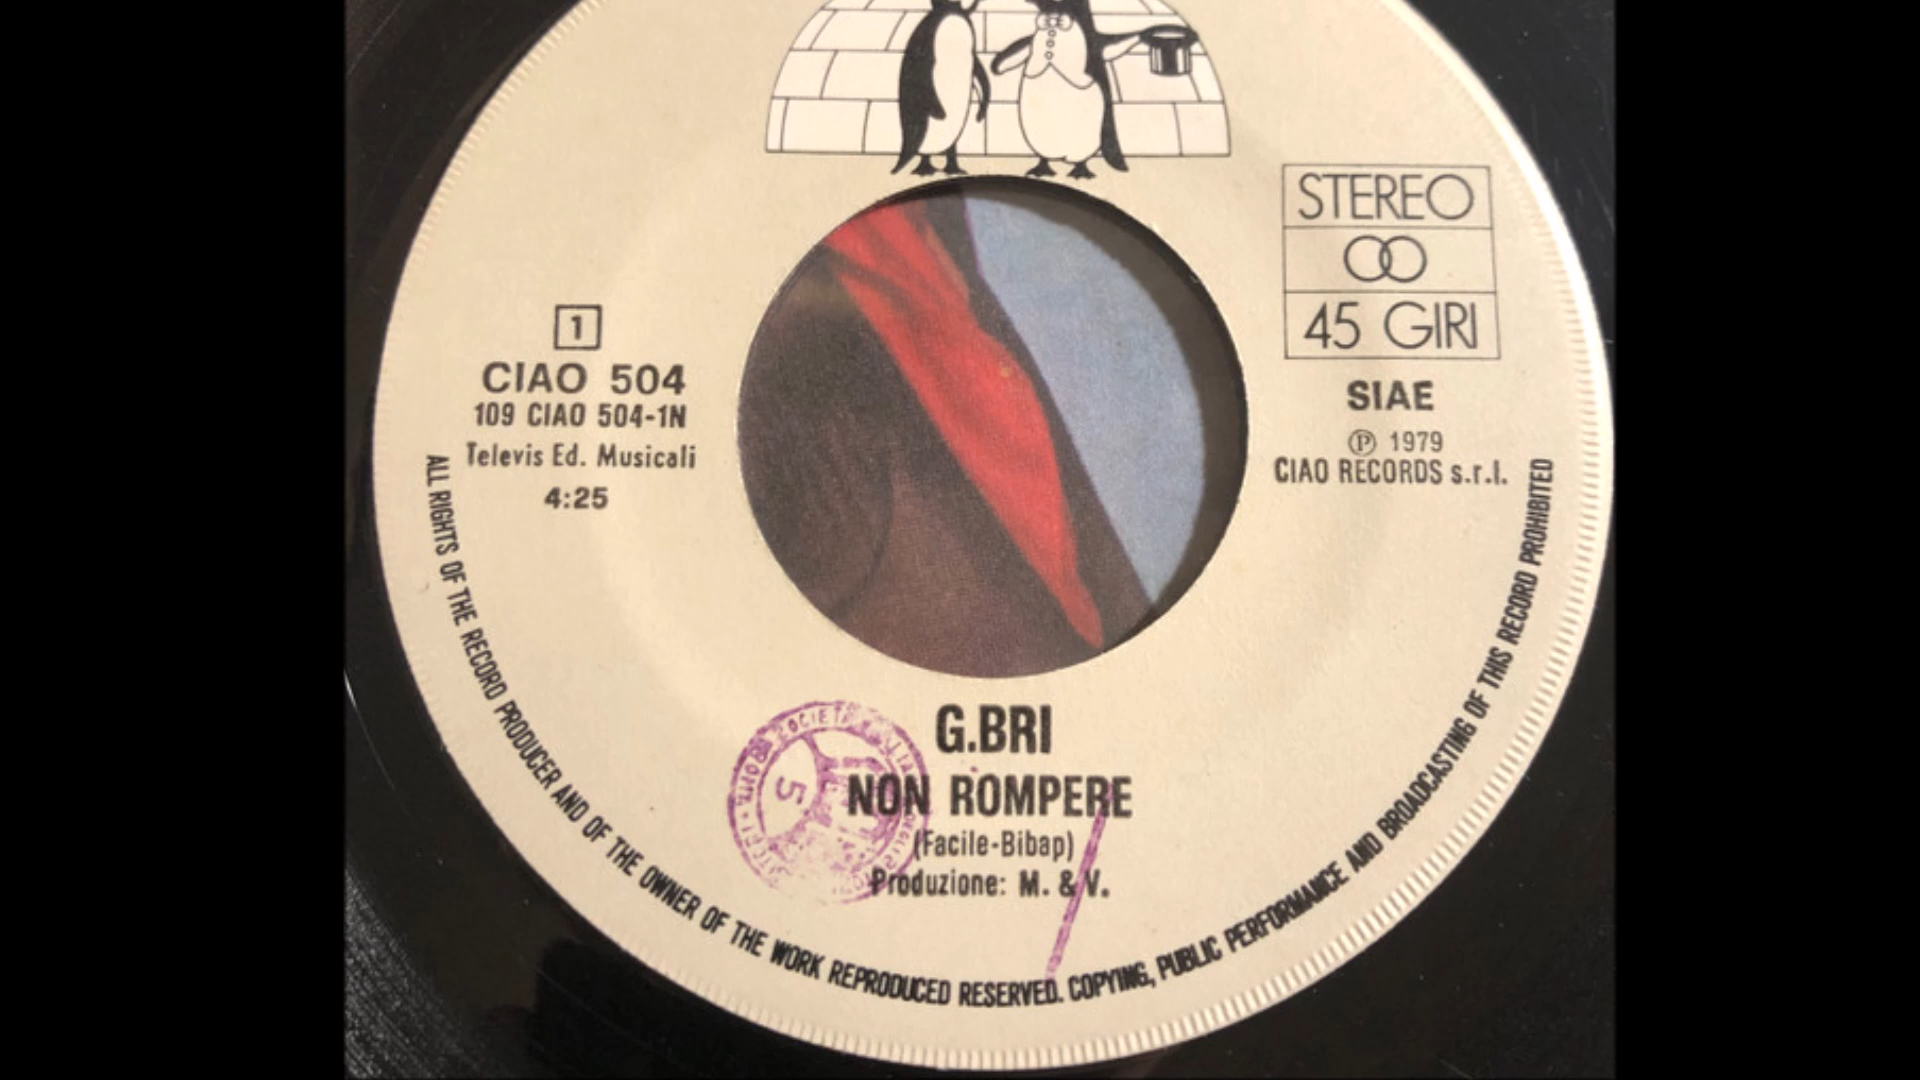 STEREO
45 GIRI
SIAE
Ⓟ 1979
CIAO RECORDS s.r.l.
1
CIAO 504
109 CIAO 504-1N
Televis Ed. Musicali
4:25
G.BRI
NON ROMPERE
(Facile-Bibap)
Produzione: M. & V.
SOCIETÀ
5
ALL RIGHTS OF THE RECORD PRODUCER AND OF THE OWNER OF THE WORK REPRODUCED RESERVED. COPYING, PUBLIC PERFORMANCE AND BROADCASTING OF THIS RECORD PROHIBITED